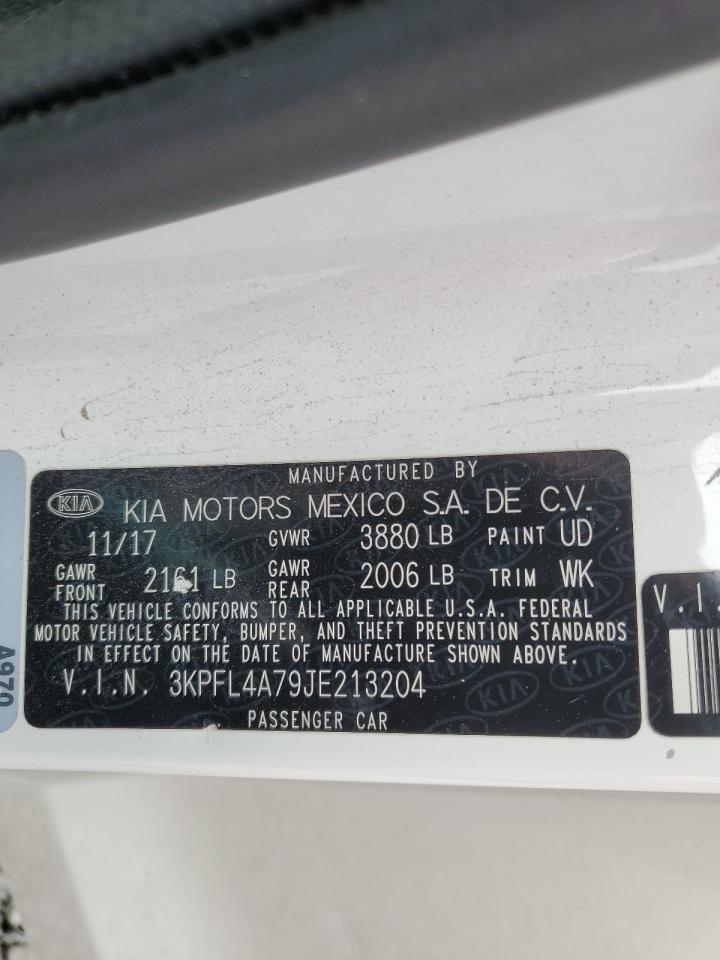 MANUFACTURED BY
KIA KIA MOTORS MEXICO S.A. DE C.V.
11/17 GVWR 3880 LB PAINT UD
GAWR FRONT 2161 LB GAWR REAR 2006 LB TRIM WK
THIS VEHICLE CONFORMS TO ALL APPLICABLE U.S.A. FEDERAL
MOTOR VEHICLE SAFETY, BUMPER, AND THEFT PREVENTION STANDARDS
IN EFFECT ON THE DATE OF MANUFACTURE SHOWN ABOVE.
V.I.N. 3KPFL4A79JE213204
PASSENGER CAR
V.I.
A970